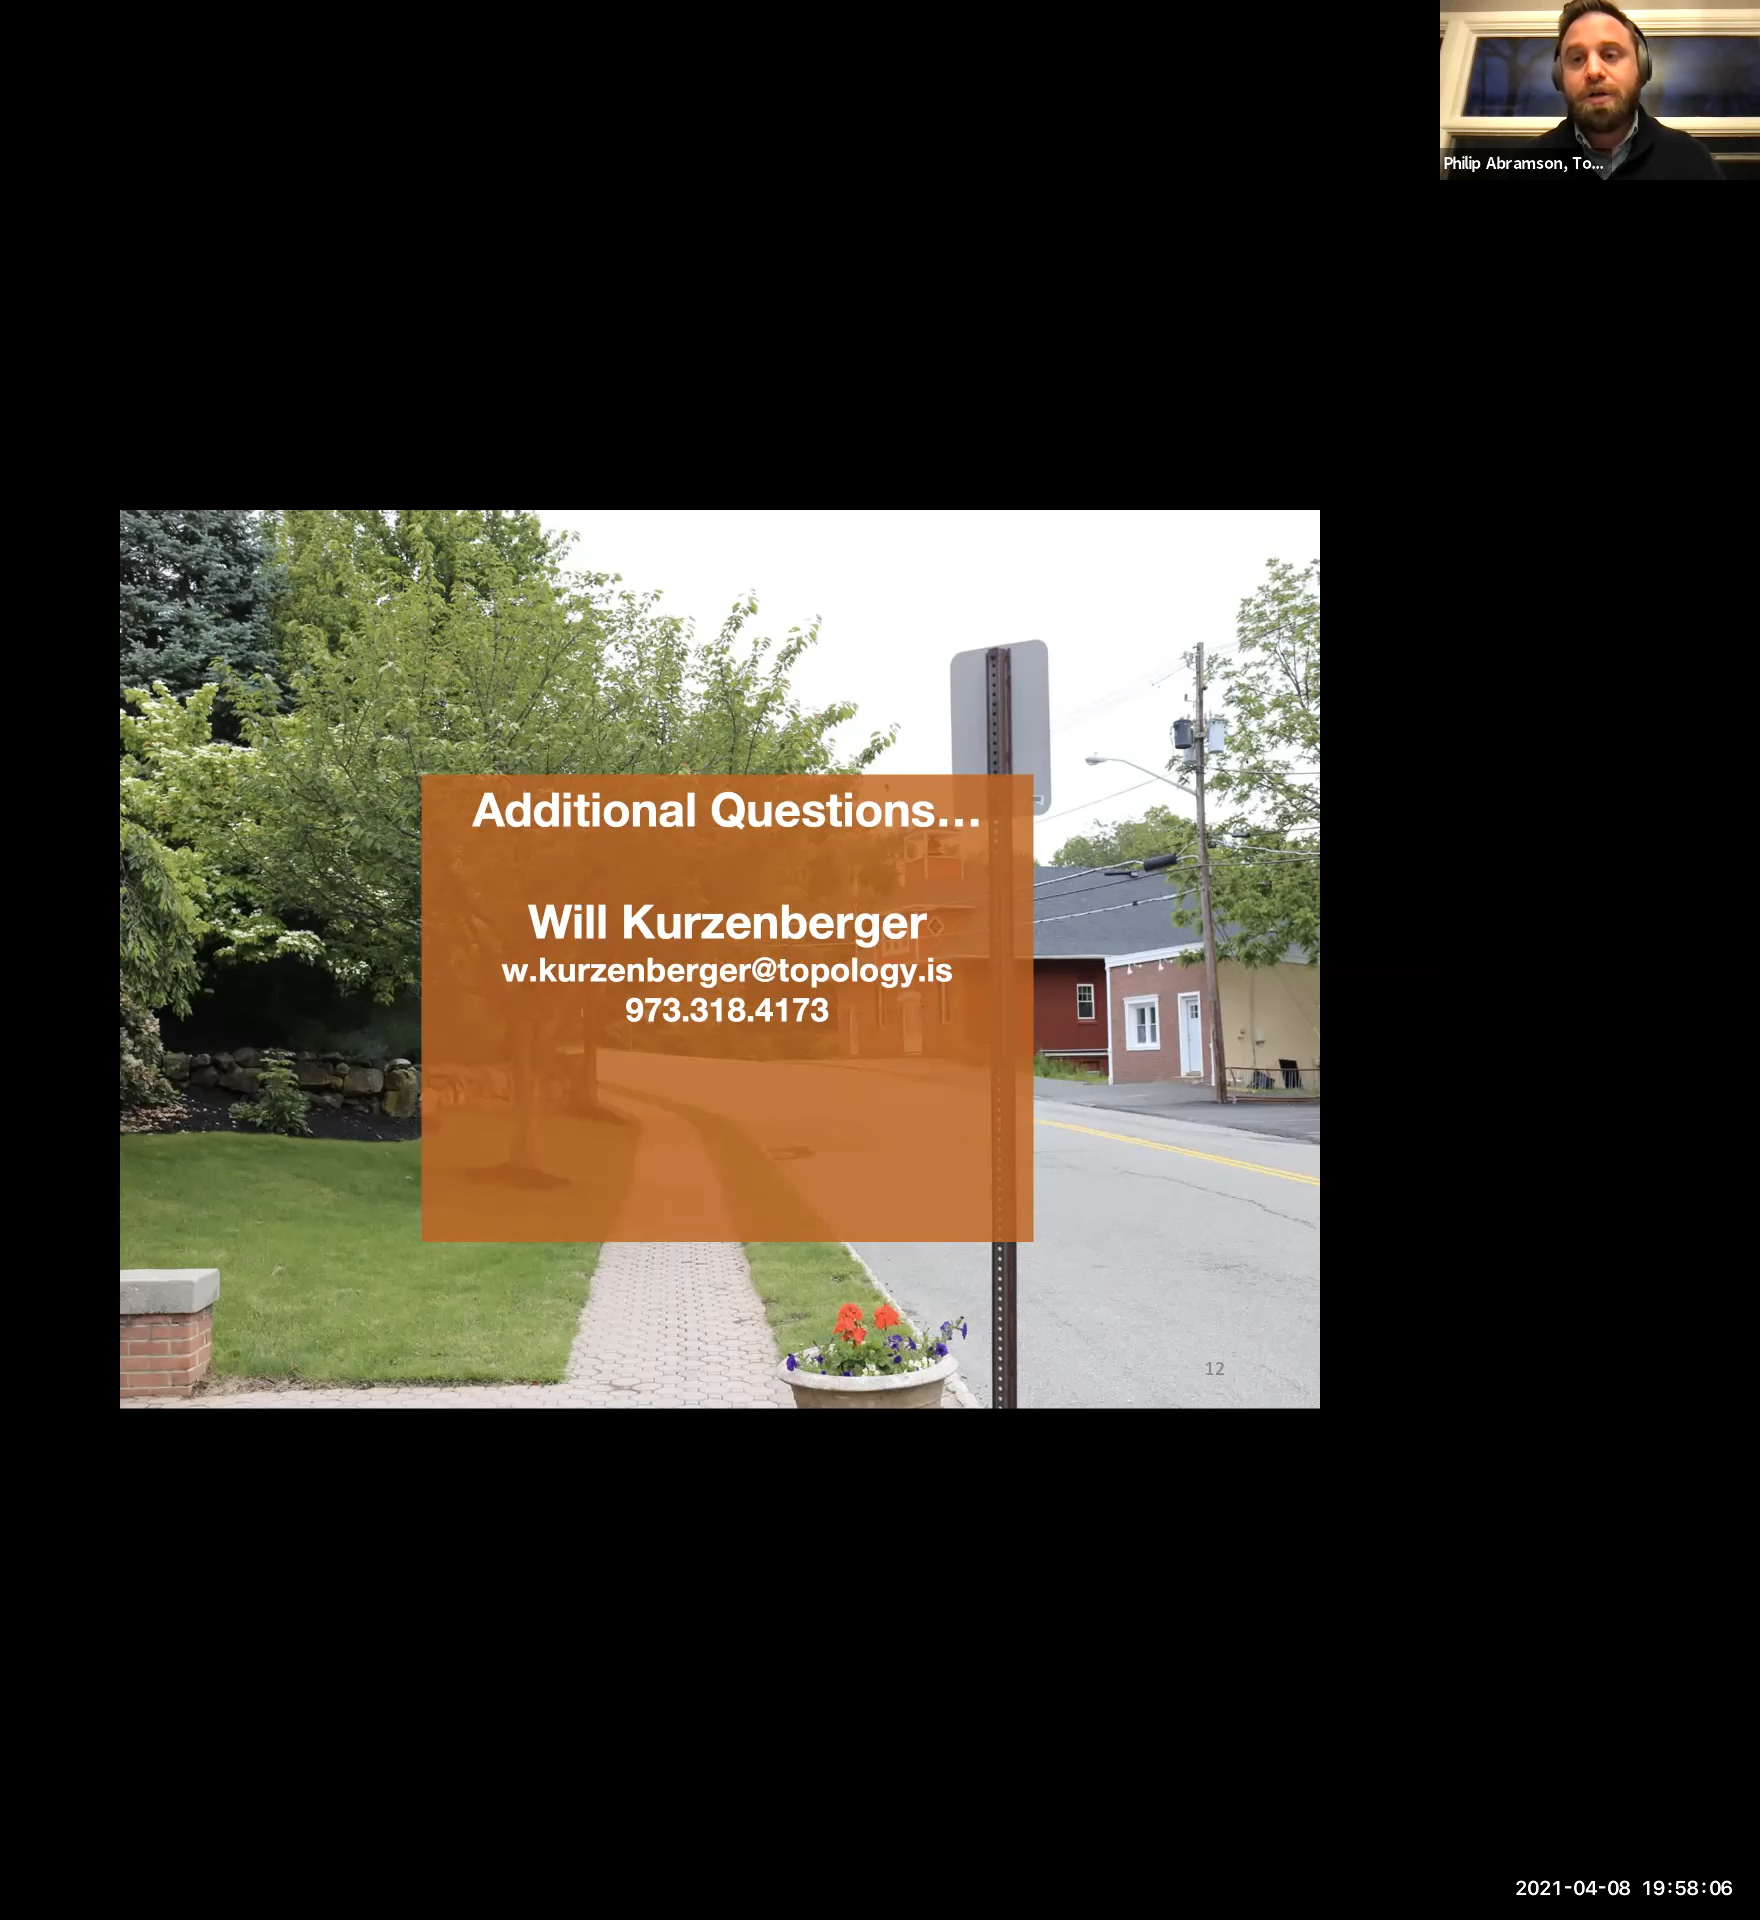 Philip Abramson, To...
Additional Questions...
Will Kurzenberger
w.kurzenberger@topology.is
973.318.4173
12
2021-04-08 19:58:06